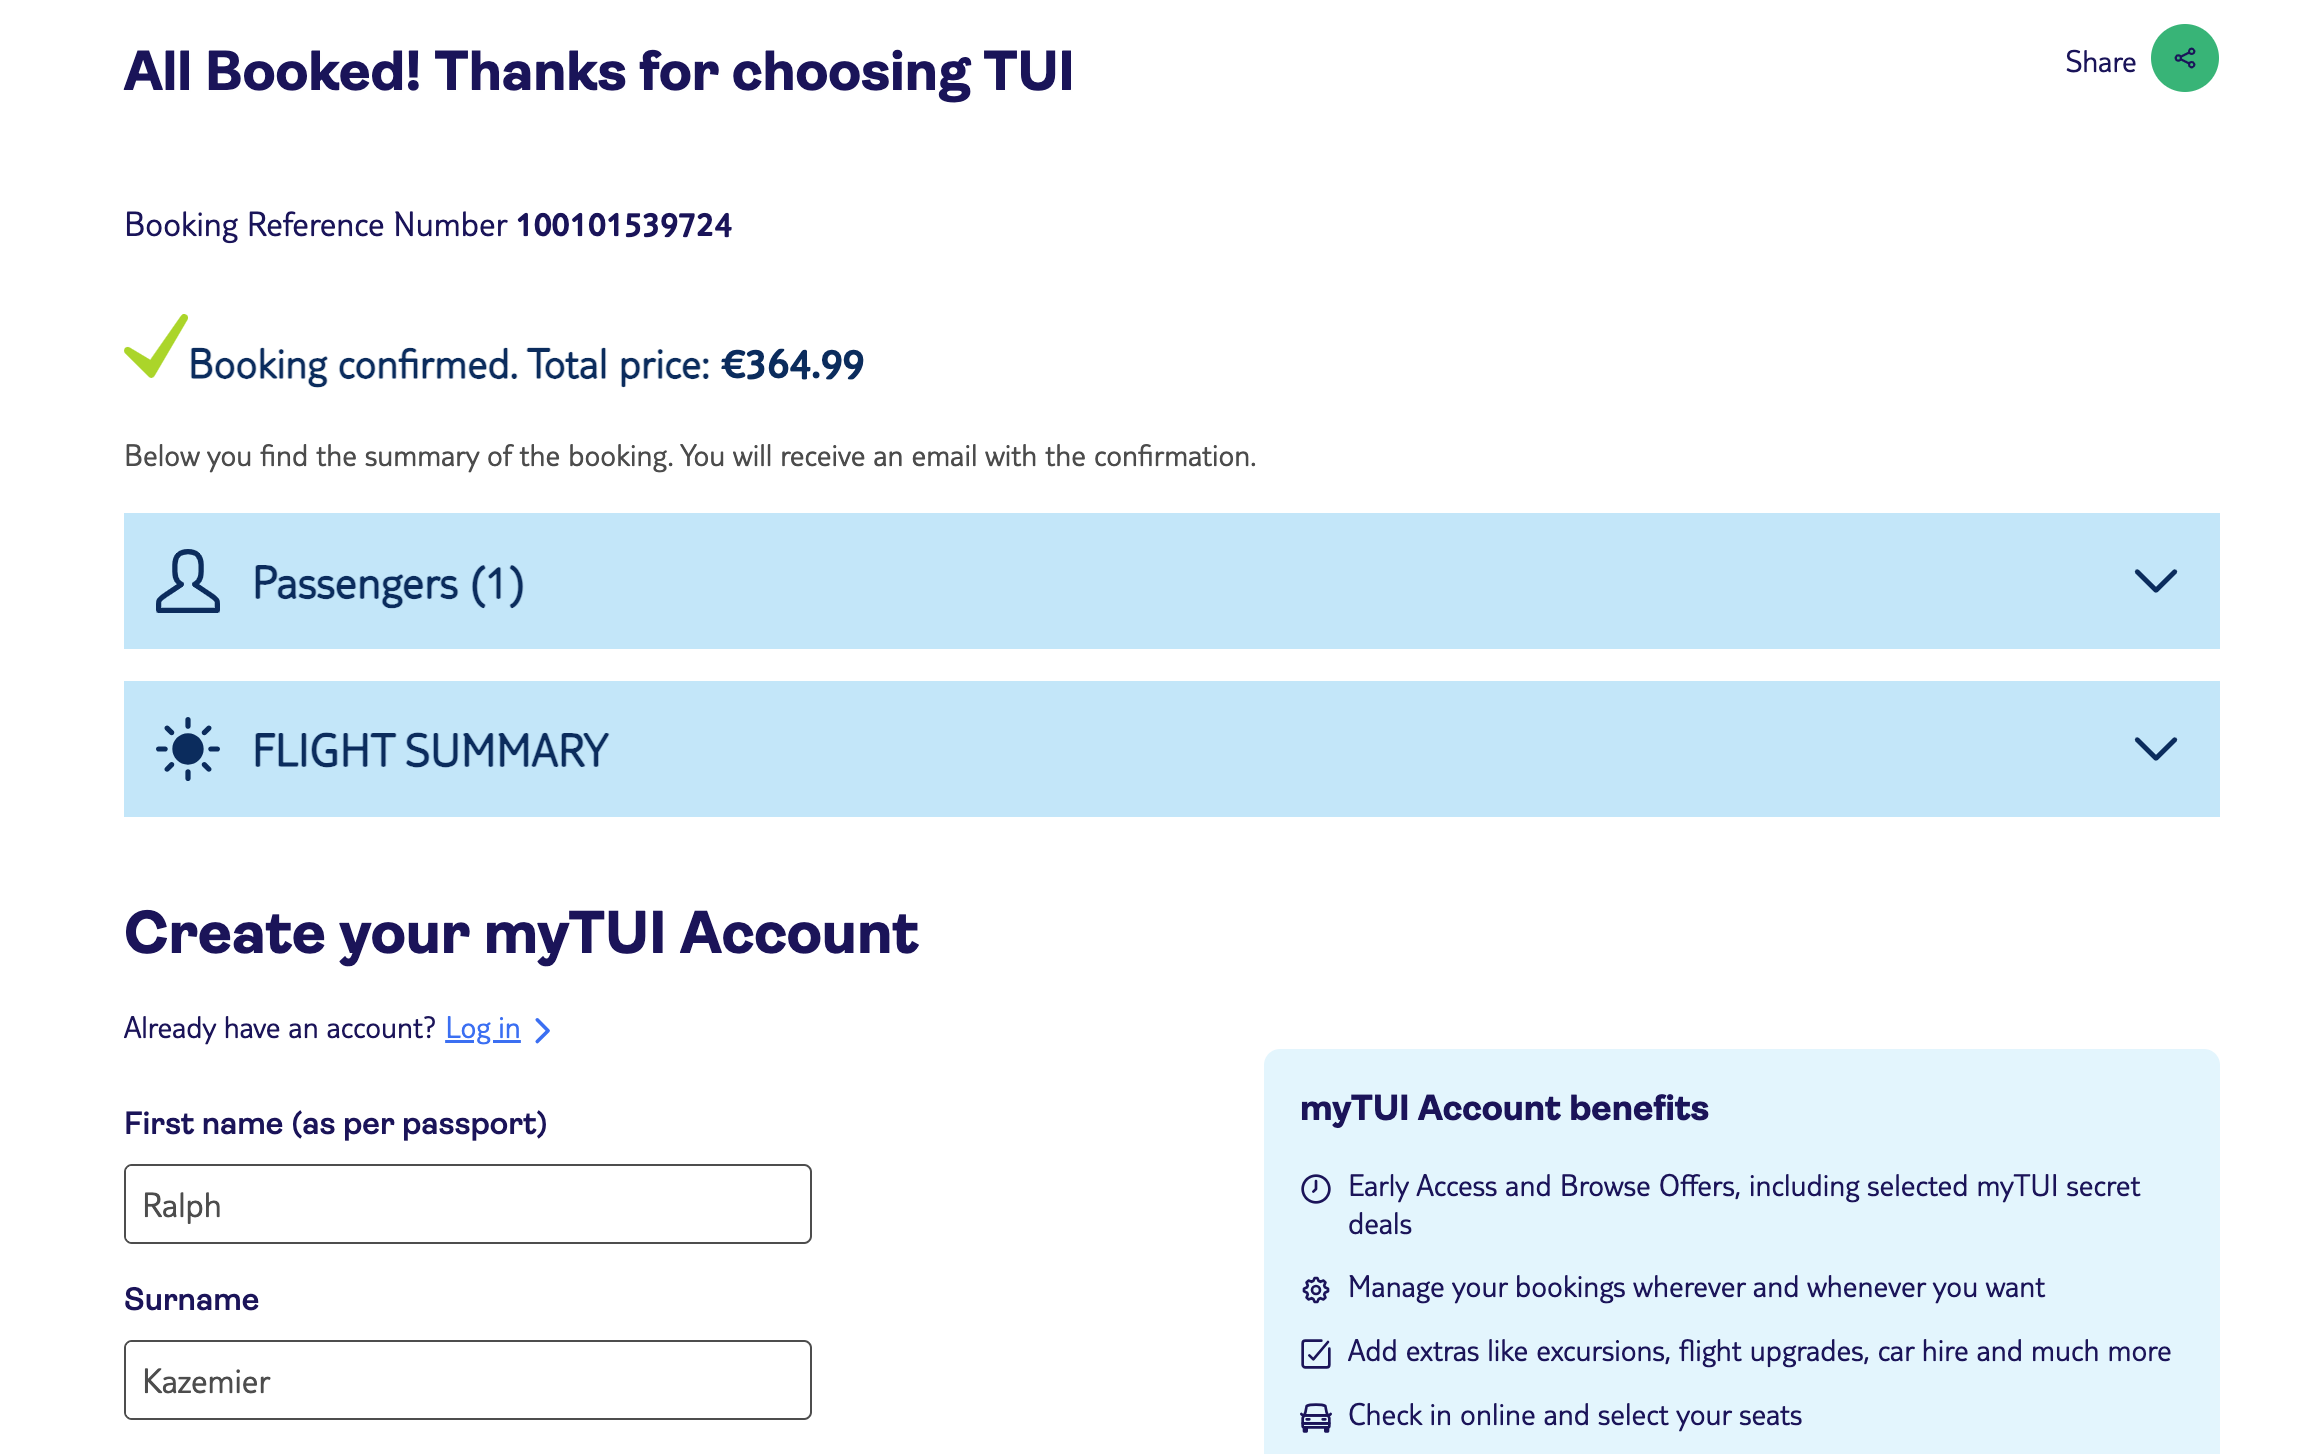 All Booked! Thanks for choosing TUI
Share
Booking Reference Number 100101539724
Booking confirmed. Total price: €364.99
Below you find the summary of the booking. You will receive an email with the confirmation.
Passengers (1)
FLIGHT SUMMARY
Create your myTUI Account
Already have an account? Log in
First name (as per passport)
Ralph
Surname
Kazemier
myTUI Account benefits
Early Access and Browse Offers, including selected myTUI secret
deals
Manage your bookings wherever and whenever you want
Add extras like excursions, flight upgrades, car hire and much more
Check in online and select your seats